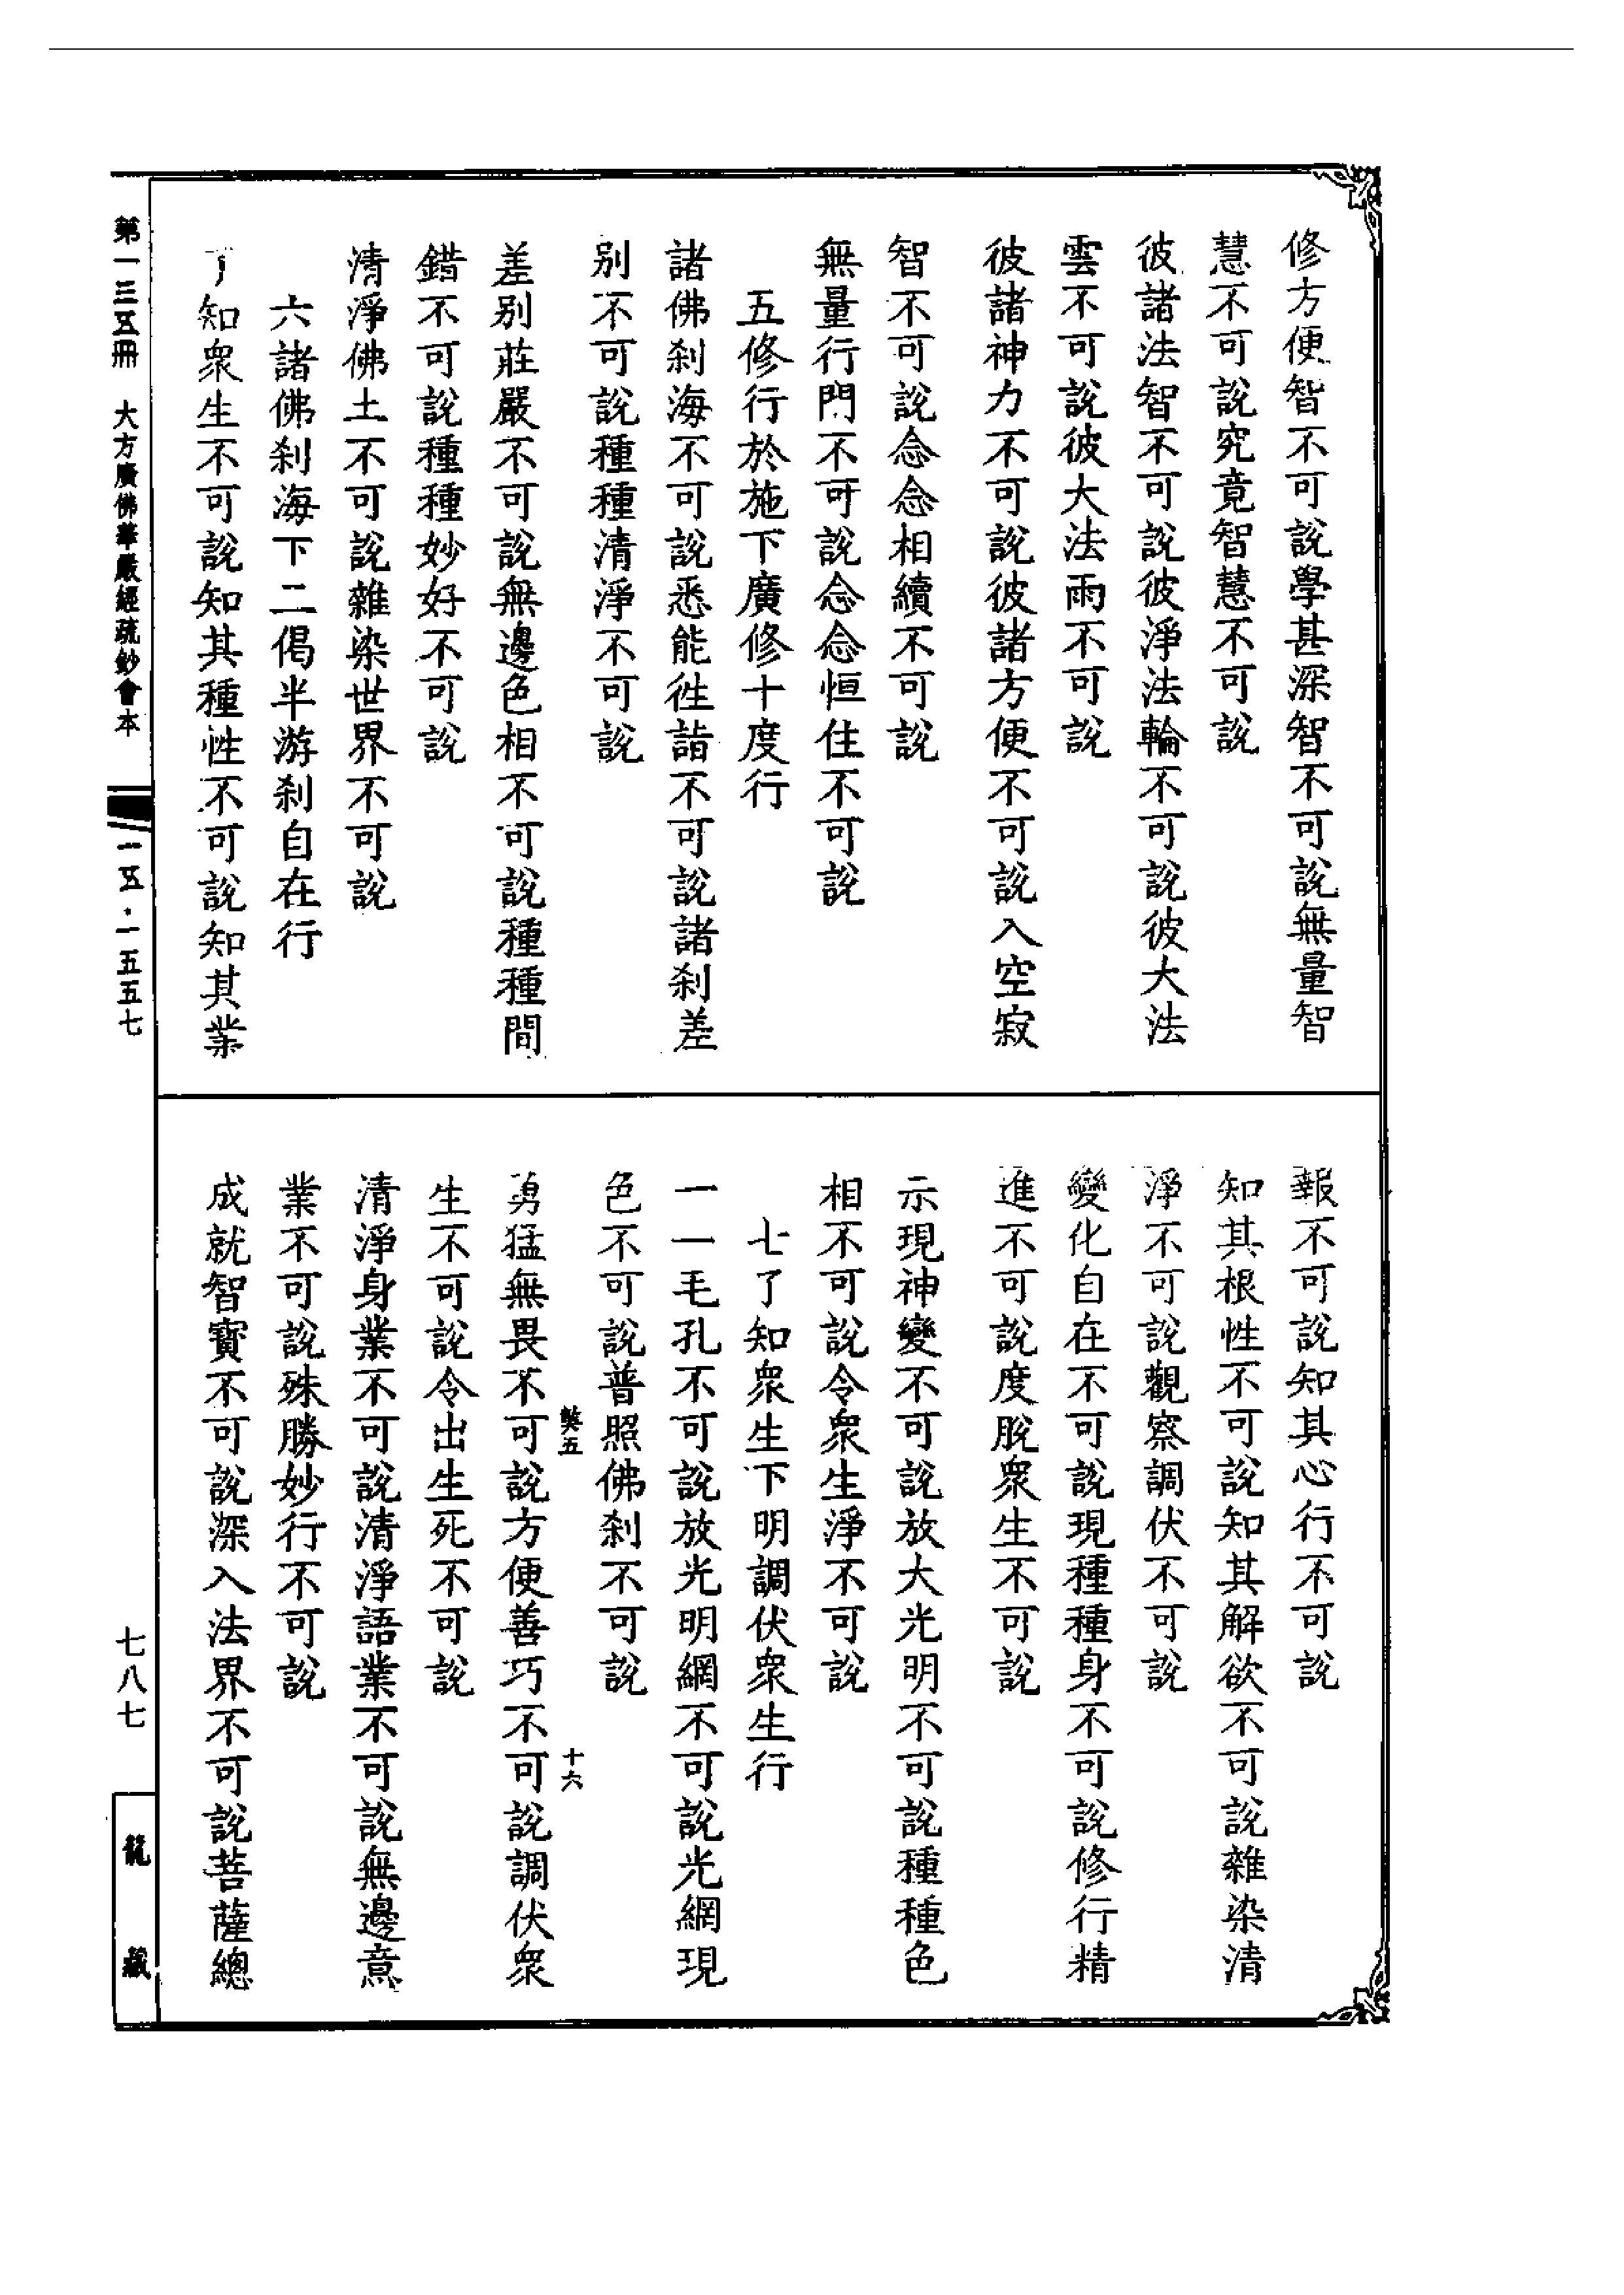 修方便智不可說學甚深智不可說無量智
慧不可說究竟智慧不可說
彼諸法智不可說彼淨法輪不可說彼大法
雲不可說彼大法雨不可說
彼諸神力不可說彼諸方便不可說入空寂
智不可說念念相續不可說
無量行門不可說念念恒住不可說
五修行於施下廣修十度行
諸佛刹海不可說悉能徃詣不可說諸刹差
别不可說種種清淨不可說
差别莊嚴不可說無邊色相不可說種種間
錯不可說種種妙好不可說
清淨佛土不可說雜染世界不可說
六諸佛刹海下二偈半游刹自在行
了知衆生不可說知其種性不可說知其業
報不可說知其心行不可說
知其根性不可說知其解欲不可說雜染清
淨不可說觀察調伏不可說
變化自在不可說現種種身不可說修行精
進不可說度脫衆生不可說
示現神變不可說放大光明不可說種種色
相不可說令衆生淨不可說
七了知衆生下明調伏衆生行
一一毛孔不可說放光明網不可說光網現
色不可說普照佛刹不可說
弊五 十六
勇猛無畏不可說方便善巧不可說調伏衆
生不可說令出生死不可說
清淨身業不可說清淨語業不可說無邊意
業不可說殊勝妙行不可說
成就智寶不可說深入法界不可說菩薩總
第一三五冊 大方廣佛華嚴經疏鈔會本
一五·一五五七
七八七
龍藏